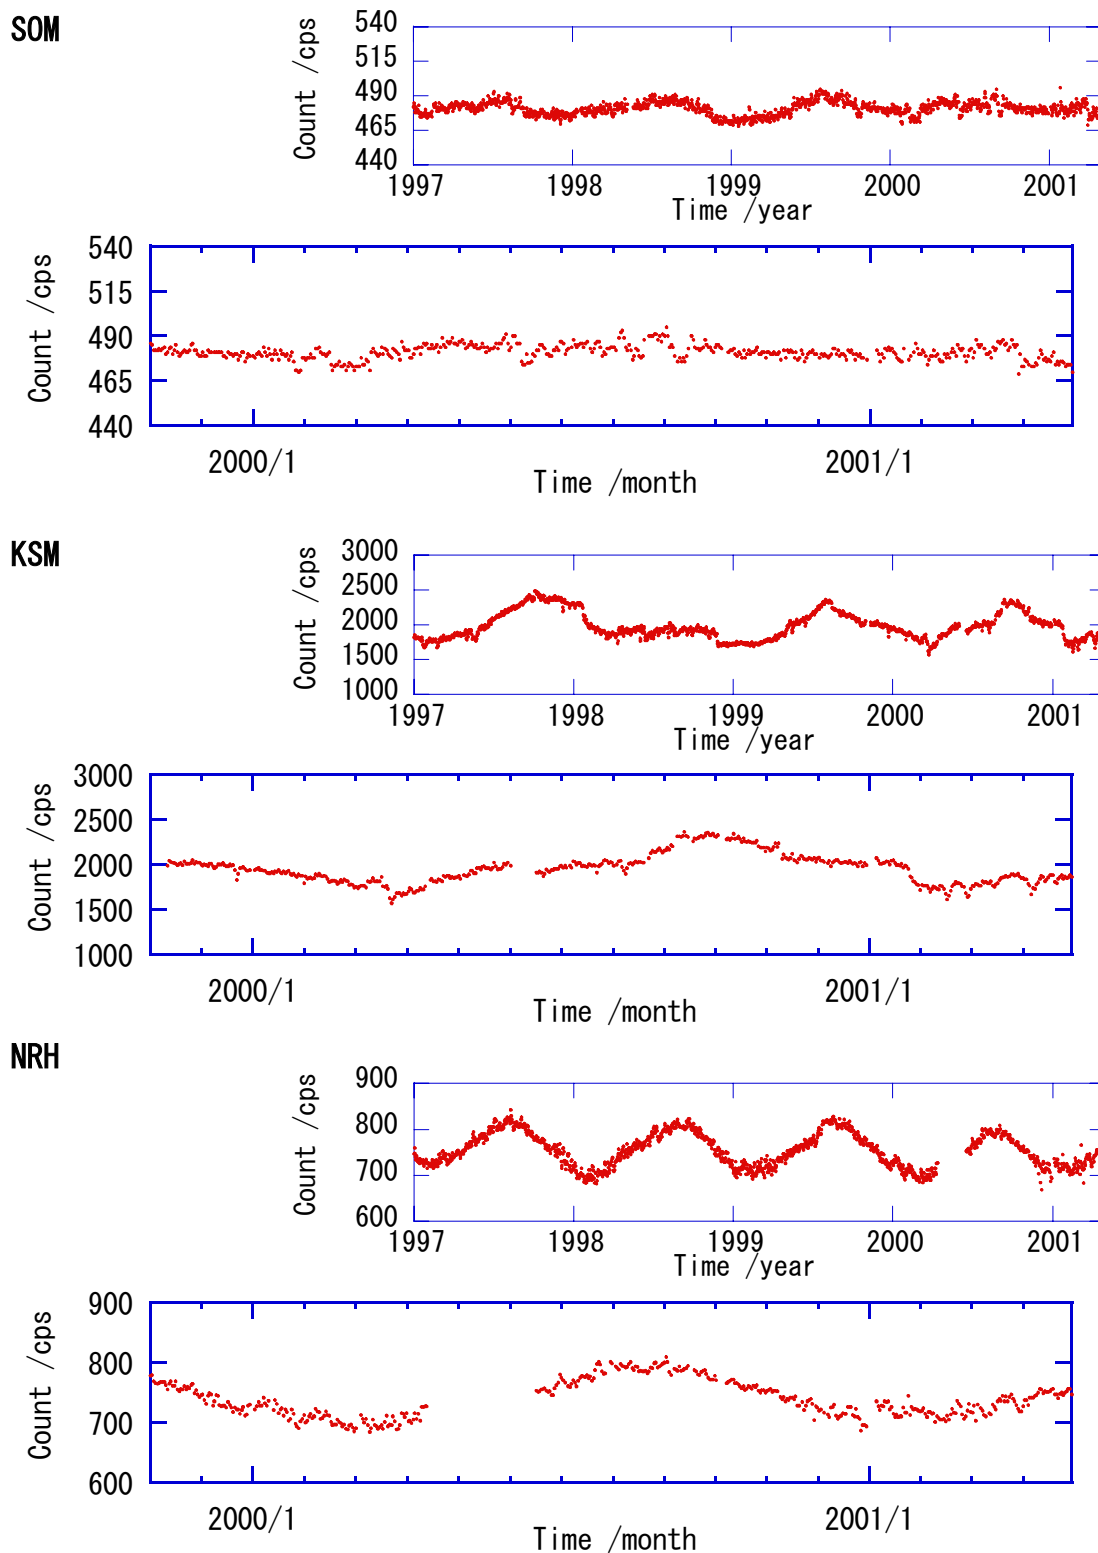 SOM
Count /cps
540
515
490
465
440
1997 1998 1999 2000 2001
Time /year
Count /cps
540
515
490
465
440
2000/1 2001/1
Time /month
KSM
Count /cps
3000
2500
2000
1500
1000
1997 1998 1999 2000 2001
Time /year
Count /cps
3000
2500
2000
1500
1000
2000/1 2001/1
Time /month
NRH
Count /cps
900
800
700
600
1997 1998 1999 2000 2001
Time /year
Count /cps
900
800
700
600
2000/1 2001/1
Time /month